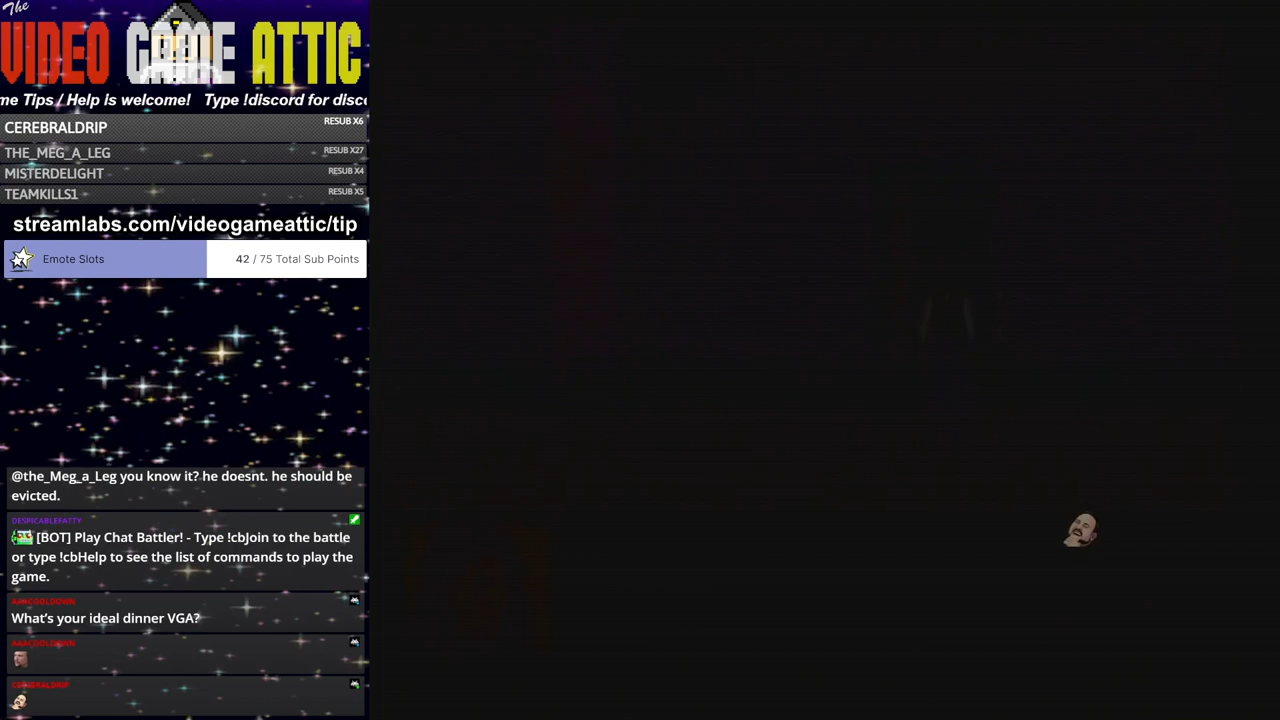 The
VIDEO GAME ATTIC
me Tips / Help is welcome! Type !discord for disc
CEREBRALDRIP RESUB X6
THE_MEG_A_LEG RESUB X27
MISTERDELIGHT RESUB X4
TEAMKILLS1 RESUB X5
streamlabs.com/videogameattic/tip
Emote Slots 42 / 75 Total Sub Points
@the_Meg_a_Leg you know it? he doesnt. he should be
evicted.
DESPICABLEFATTY
[BOT] Play Chat Battler! - Type !cbJoin to the battle
or type !cbHelp to see the list of commands to play the
game.
What's your ideal dinner VGA?
CEREBRALDRIP